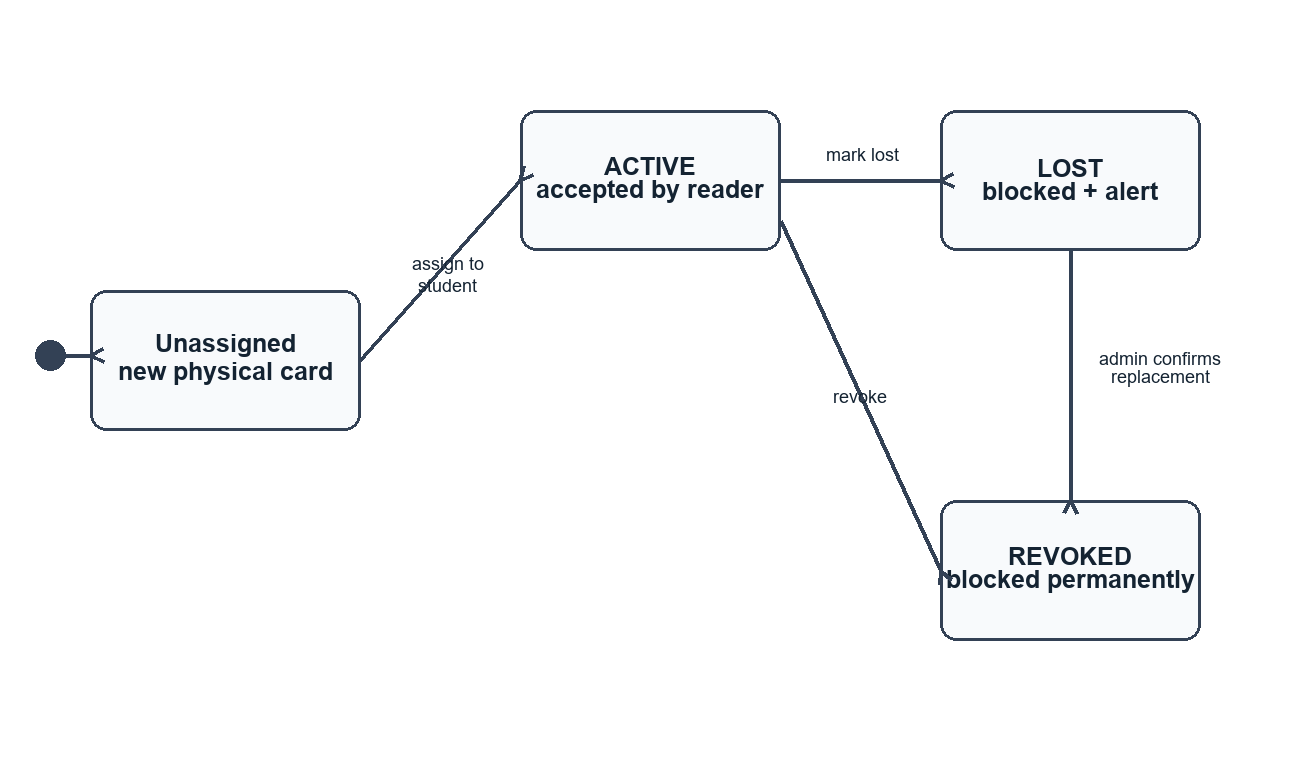 ACTIVE
accepted by reader
mark lost
LOST
blocked + alert
assign to
student
Unassigned
new physical card
admin confirms
replacement
revoke
REVOKED
blocked permanently